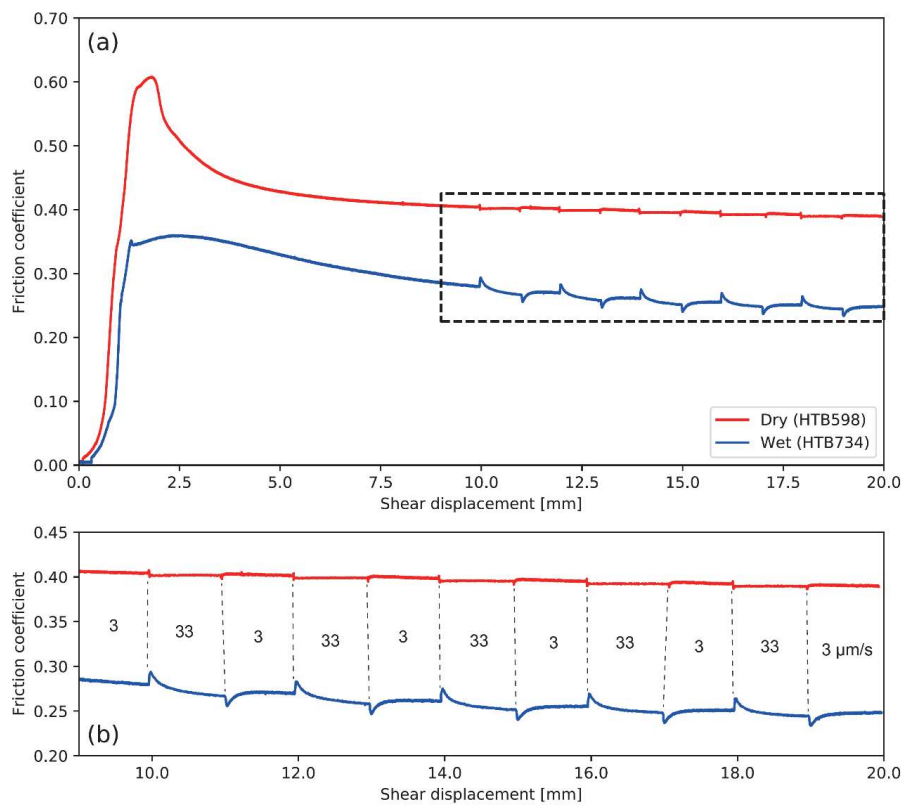 (a)
Friction coefficient
0.70
0.60
0.50
0.40
0.30
0.20
0.10
0.00
Dry (HTB598)
Wet (HTB734)
0.0 2.5 5.0 7.5 10.0 12.5 15.0 17.5 20.0
Shear displacement [mm]
Friction coefficient
0.45
0.40
0.35
0.30
0.25
0.20
3 33 3 33 3 33 3 33 3 33 3 µm/s
(b)
10.0 12.0 14.0 16.0 18.0 20.0
Shear displacement [mm]